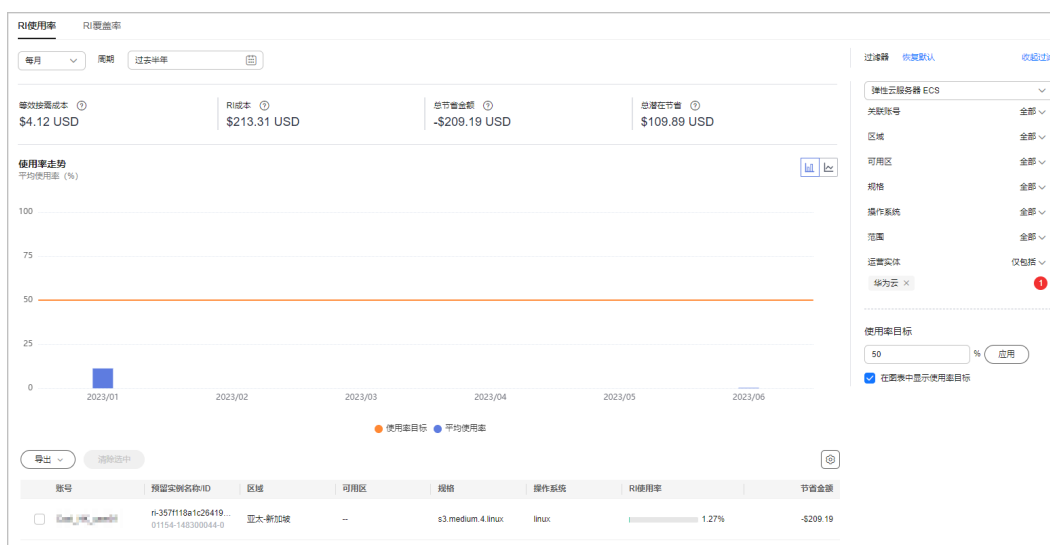 RI使用率 RI覆盖率
每月 周期 过去半年
过滤器 恢复默认 收起过滤
等效按需成本 RI成本 总节省金额 总潜在节省
$4.12 USD $213.31 USD -$209.19 USD $109.89 USD
弹性云服务器 ECS
关联账号 全部
区域 全部
可用区 全部
规格 全部
操作系统 全部
范围 全部
运营实体 仅包括
华为云 × 1
使用率目标
50 % 应用
在图表中显示使用率目标
使用率走势
平均使用率（%）
100
75
50
25
0
2023/01 2023/02 2023/03 2023/04 2023/05 2023/06
使用率目标 平均使用率
导出 清除选中
账号 预留实例名称/ID 区域 可用区 规格 操作系统 RI使用率 节省金额
ri-357f118a1c26419... 亚太-新加坡 -- s3.medium.4.linux linux 1.27% -$209.19
01154-148300044-0